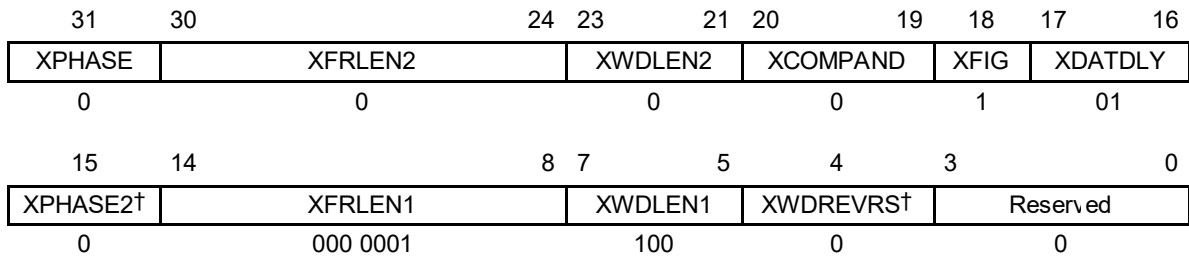 31 30 24 23 21 20 19 18 17 16
XPHASE XFRLEN2 XWDLEN2 XCOMPAND XFIG XDATDLY
0 0 0 0 1 01
15 14 8 7 5 4 3 0
XPHASE2† XFRLEN1 XWDLEN1 XWDREVRS† Reserved
0 000 0001 100 0 0